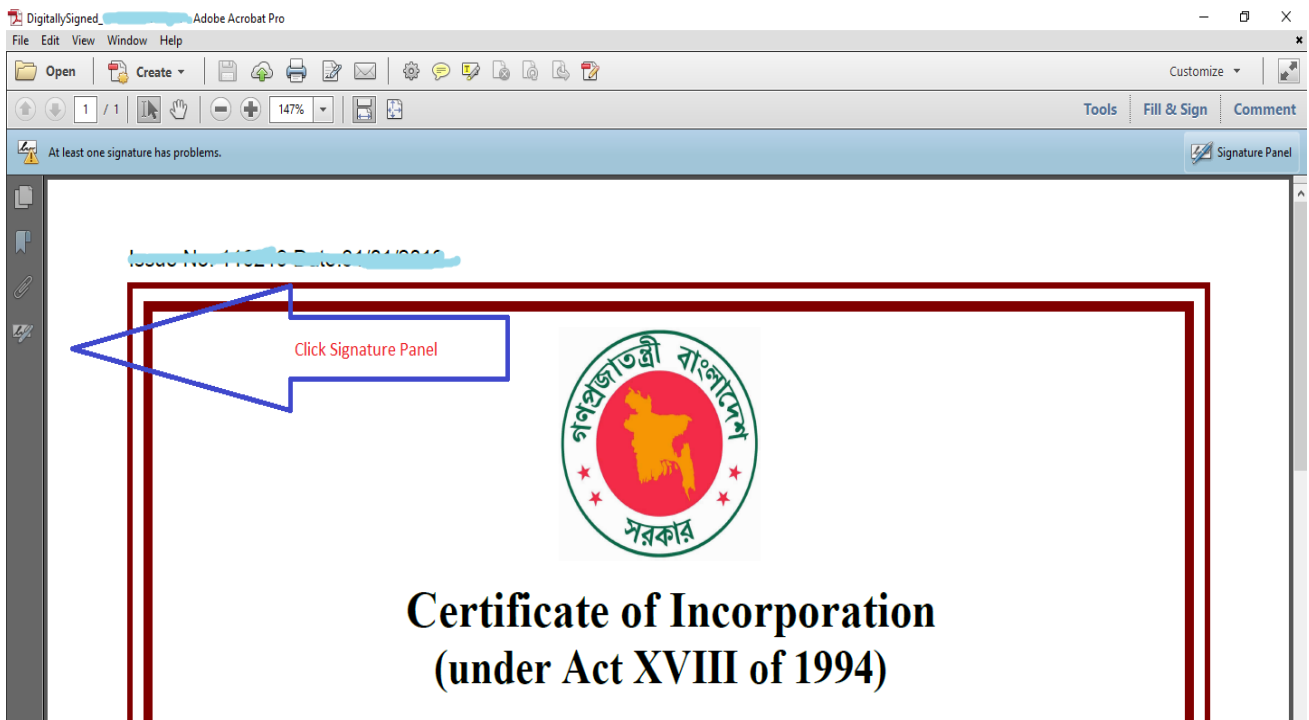 DigitallySigned_ Adobe Acrobat Pro
File Edit View Window Help
Open Create Customize
1 / 1 147% Tools Fill & Sign Comment
At least one signature has problems. Signature Panel
Click Signature Panel
গণপ্রজাতন্ত্রী বাংলাদেশ
সরকার
Certificate of Incorporation
(under Act XVIII of 1994)